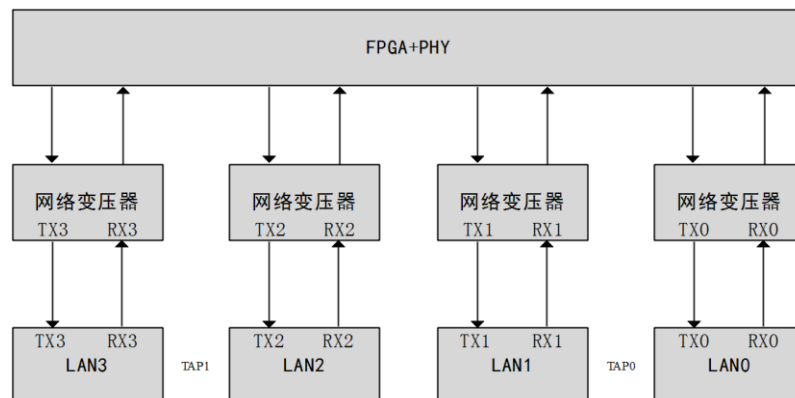 FPGA+PHY
网络变压器 网络变压器 网络变压器 网络变压器
TX3 RX3 TX2 RX2 TX1 RX1 TX0 RX0
TX3 RX3 TX2 RX2 TX1 RX1 TX0 RX0
LAN3 TAP1 LAN2 LAN1 TAP0 LAN0